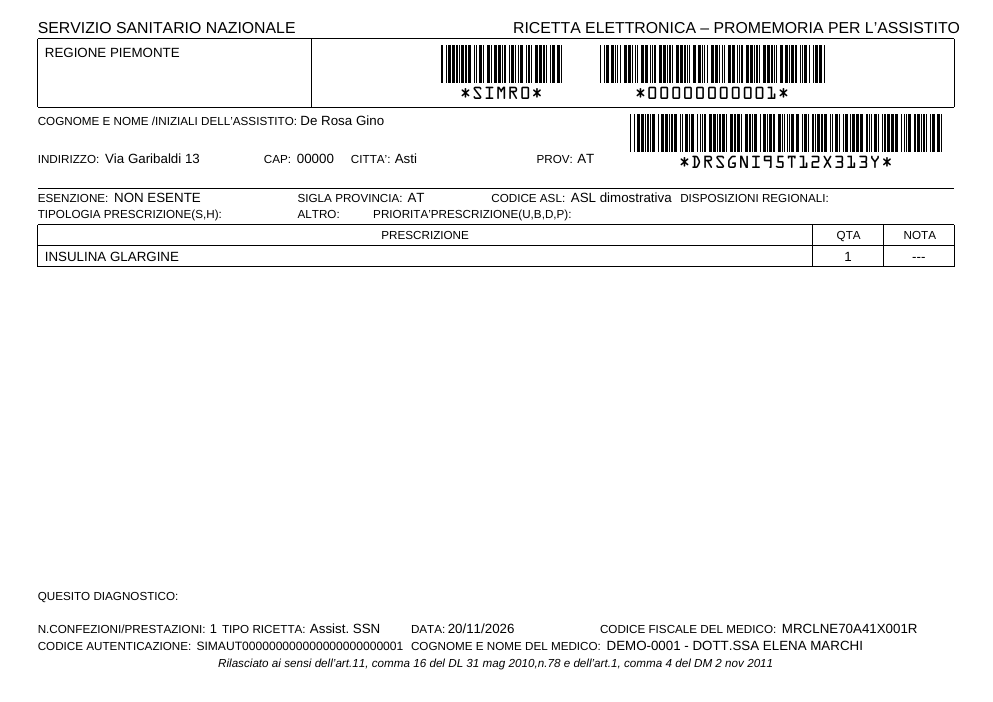 SERVIZIO SANITARIO NAZIONALE RICETTA ELETTRONICA – PROMEMORIA PER L'ASSISTITO
REGIONE PIEMONTE
*SIMRO* *00000000001*
COGNOME E NOME /INIZIALI DELL'ASSISTITO: De Rosa Gino
*DRSGNI95T12X313Y*
INDIRIZZO: Via Garibaldi 13 CAP: 00000 CITTA': Asti PROV: AT
ESENZIONE: NON ESENTE SIGLA PROVINCIA: AT CODICE ASL: ASL dimostrativa DISPOSIZIONI REGIONALI:
TIPOLOGIA PRESCRIZIONE(S,H): ALTRO: PRIORITA'PRESCRIZIONE(U,B,D,P):
PRESCRIZIONE QTA NOTA
INSULINA GLARGINE 1 ---
QUESITO DIAGNOSTICO:
N.CONFEZIONI/PRESTAZIONI: 1 TIPO RICETTA: Assist. SSN DATA: 20/11/2026 CODICE FISCALE DEL MEDICO: MRCLNE70A41X001R
CODICE AUTENTICAZIONE: SIMAUT000000000000000000000001 COGNOME E NOME DEL MEDICO: DEMO-0001 - DOTT.SSA ELENA MARCHI
Rilasciato ai sensi dell'art.11, comma 16 del DL 31 mag 2010,n.78 e dell'art.1, comma 4 del DM 2 nov 2011